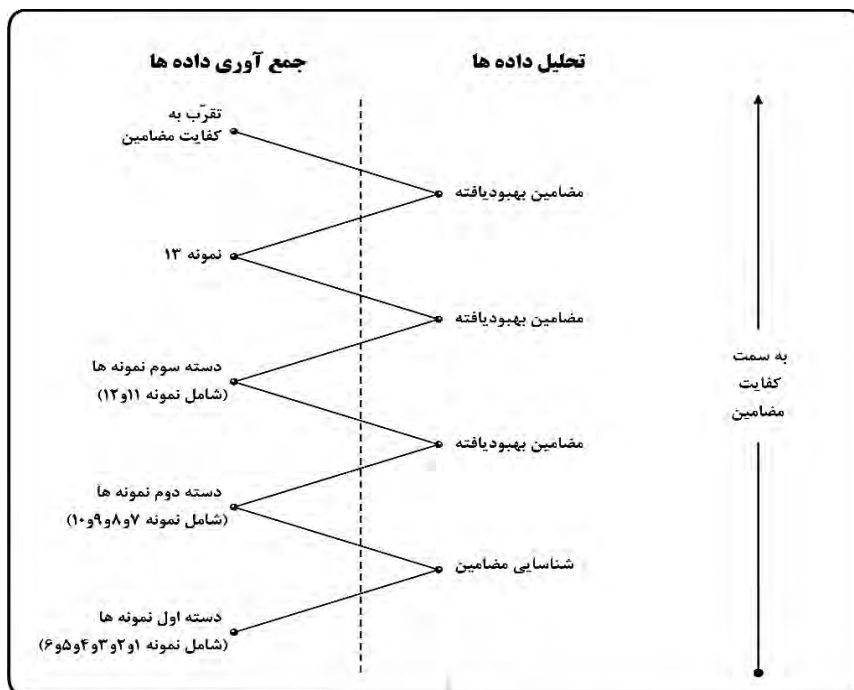 جمع آوری داده ها
تحلیل داده ها
تقرّب به
کفایت مضامین
مضامین بهبودیافته
نمونه ۱۳
مضامین بهبودیافته
به سمت
کفایت
مضامین
دسته سوم نمونه ها
(شامل نمونه ۱۱و۱۲)
مضامین بهبودیافته
دسته دوم نمونه ها
(شامل نمونه ۷و۸و۹و۱۰)
شناسایی مضامین
دسته اول نمونه ها
(شامل نمونه ۱و۲و۳و۴و۵و۶)